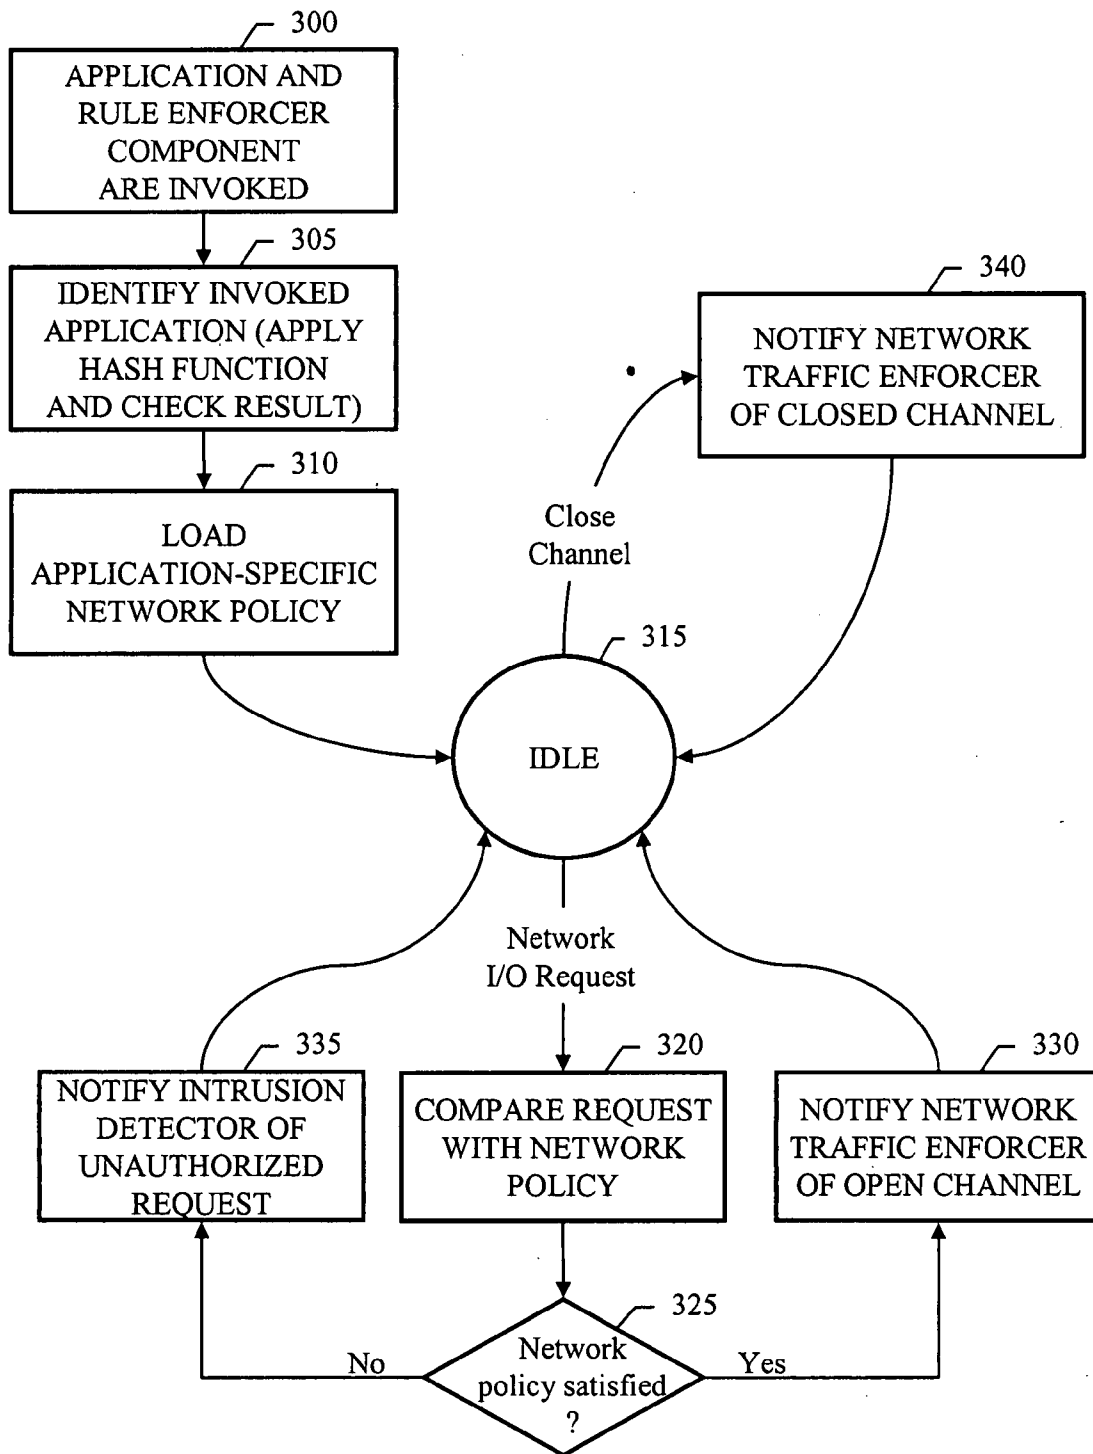 300
APPLICATION AND
RULE ENFORCER
COMPONENT
ARE INVOKED
305
IDENTIFY INVOKED
APPLICATION (APPLY
HASH FUNCTION
AND CHECK RESULT)
310
LOAD
APPLICATION-SPECIFIC
NETWORK POLICY
340
NOTIFY NETWORK
TRAFFIC ENFORCER
OF CLOSED CHANNEL
Close
Channel
315
IDLE
Network
I/O Request
335
NOTIFY INTRUSION
DETECTOR OF
UNAUTHORIZED
REQUEST
320
COMPARE REQUEST
WITH NETWORK
POLICY
330
NOTIFY NETWORK
TRAFFIC ENFORCER
OF OPEN CHANNEL
325
Network
policy satisfied
?
No
Yes